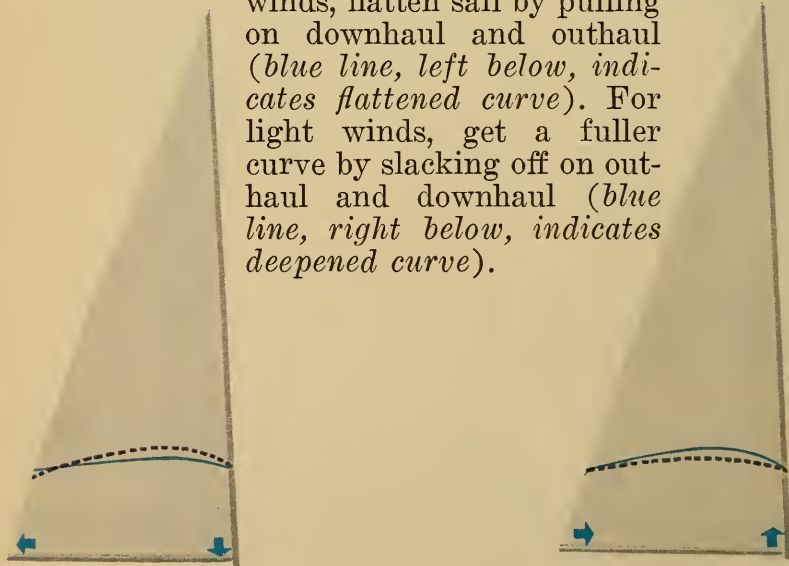 winds, flatten sail by pulling
on downhaul and outhaul
(blue line, left below, indi-
cates flattened curve). For
light winds, get a fuller
curve by slacking off on out-
haul and downhaul (blue
line, right below, indicates
deepened curve).